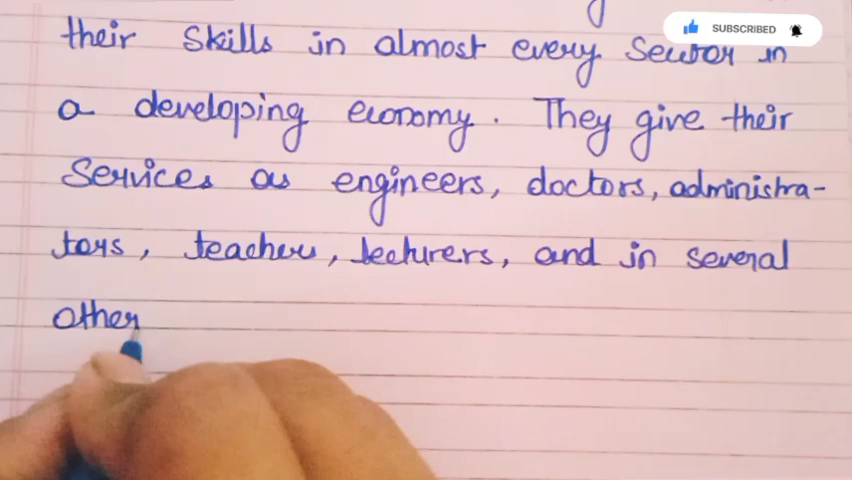 SUBSCRIBED
their skills in almost every sector in
a developing economy. They give their
Services as engineers, doctors, administra-
tors, teachers, lecturers, and in several
other